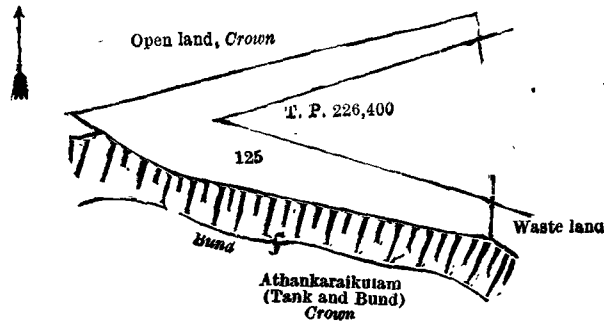 Open land, Crown
T. P. 226,400
125
Waste land
Bund
Athankaraikulam
(Tank and Bund)
Crown